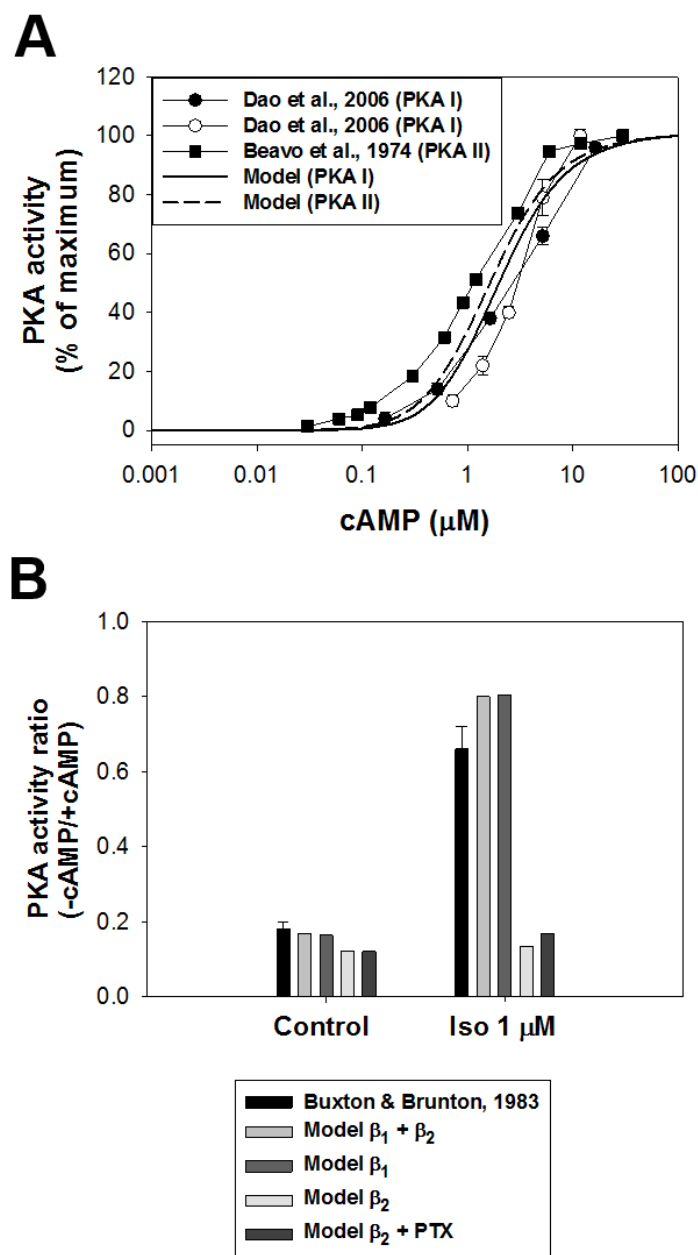 A
PKA activity
(% of maximum)
120
100
80
60
40
20
0
Dao et al., 2006 (PKA I)
Dao et al., 2006 (PKA I)
Beavo et al., 1974 (PKA II)
Model (PKA I)
Model (PKA II)
0.001 0.01 0.1 1 10 100
cAMP (μM)
B
PKA activity ratio
(-cAMP/+cAMP)
1.0
0.8
0.6
0.4
0.2
0.0
Control Iso 1 μM
Buxton & Brunton, 1983
Model β₁ + β₂
Model β₁
Model β₂
Model β₂ + PTX